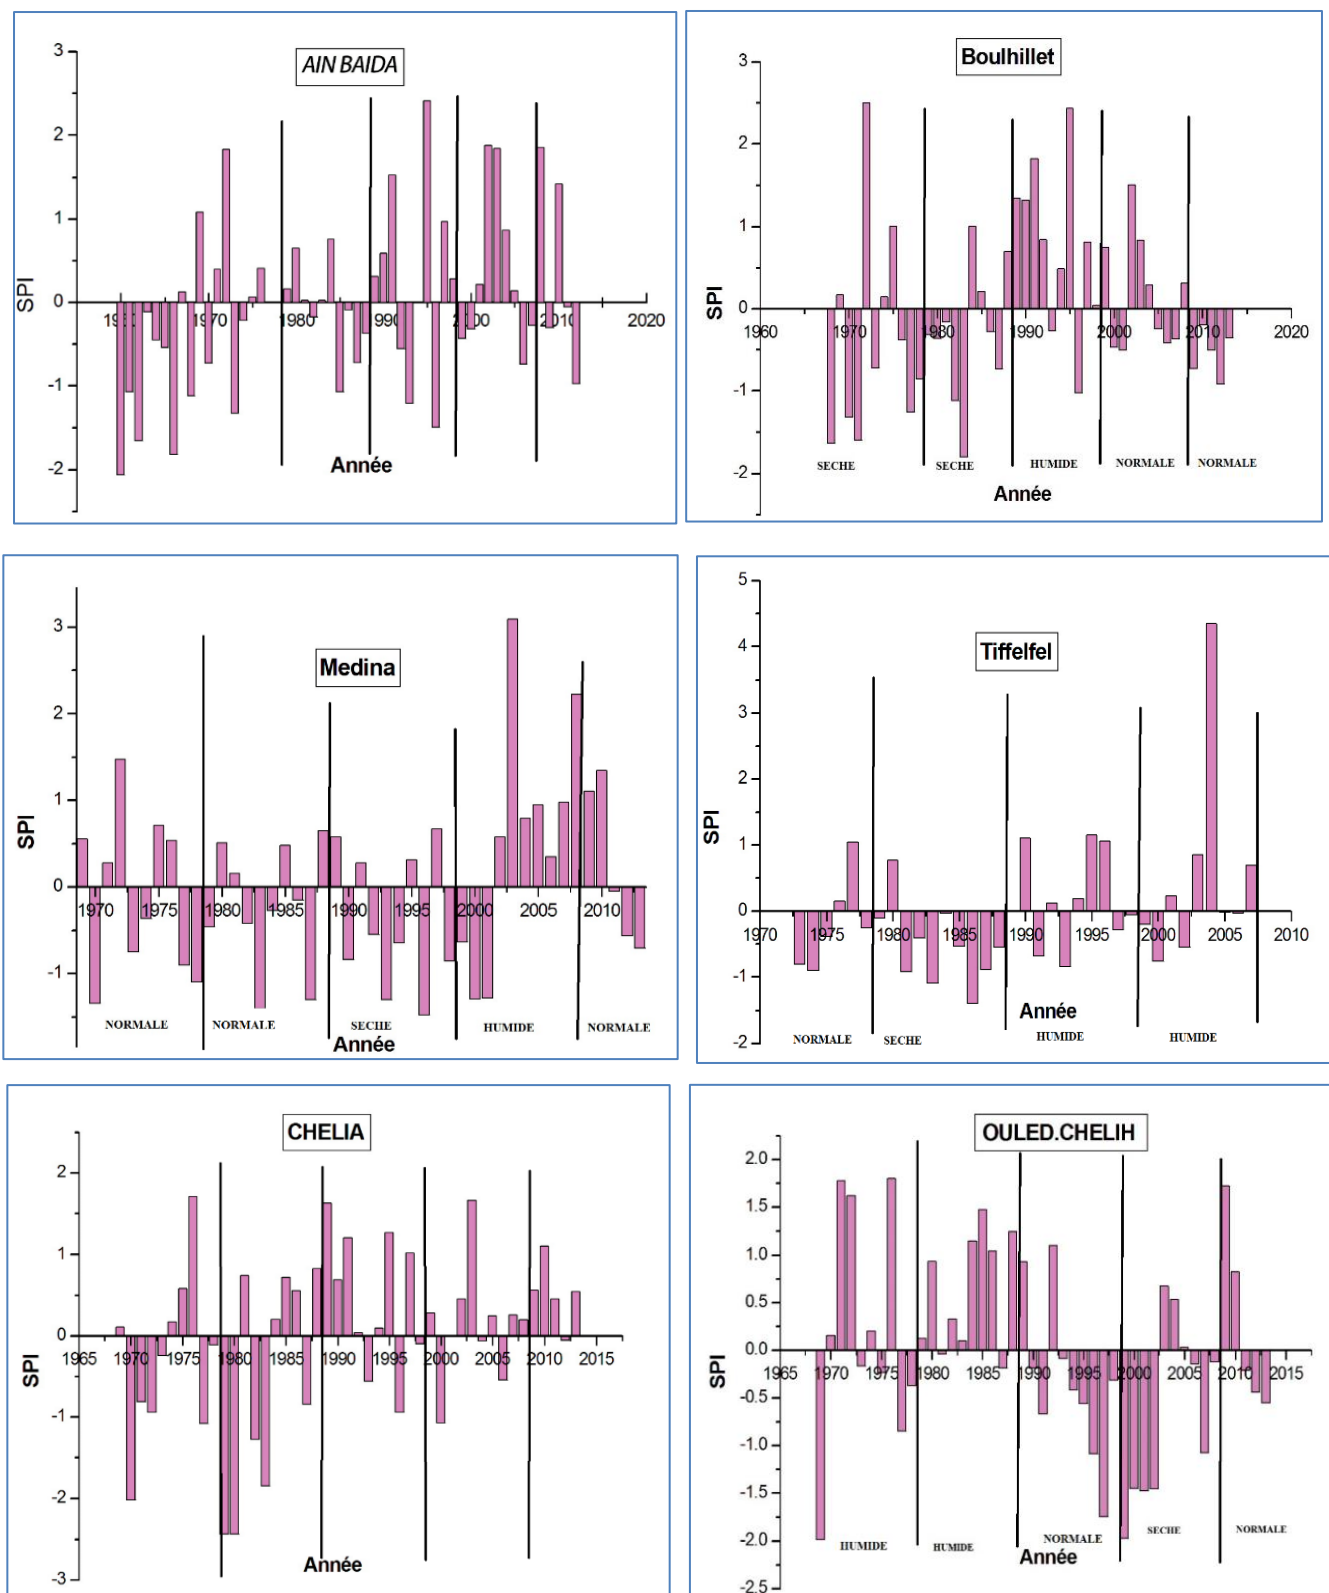 AIN BAIDA
3
2
1
0
-1
-2
SPI
1970 1980 2000 2010 2020
Année
Boulhillet
3
2
1
0
-1
-2
SPI
1960 1970 1980 1990 2000 2010 2020
SECHE SECHE HUMIDE NORMALE NORMALE
Année
Medina
3
2
1
0
-1
SPI
1970 1975 1980 1985 1990 1995 2000 2005 2010
NORMALE NORMALE SECHE HUMIDE NORMALE
Année
Tiffelfel
5
4
3
2
1
0
-1
-2
SPI
1970 1975 1980 1985 1990 1995 2000 2005 2010
Année
NORMALE SECHE HUMIDE HUMIDE
CHELIA
2
1
0
-1
-2
-3
SPI
1965 1970 1975 1980 1985 1990 1995 2000 2005 2010 2015
Année
OULED.CHELIH
2.0
1.5
1.0
0.5
0.0
-0.5
-1.0
-1.5
-2.0
-2.5
SPI
1965 1970 1975 1980 1985 1990 1995 2000 2005 2010 2015
HUMIDE HUMIDE NORMALE SECHE NORMALE
Année